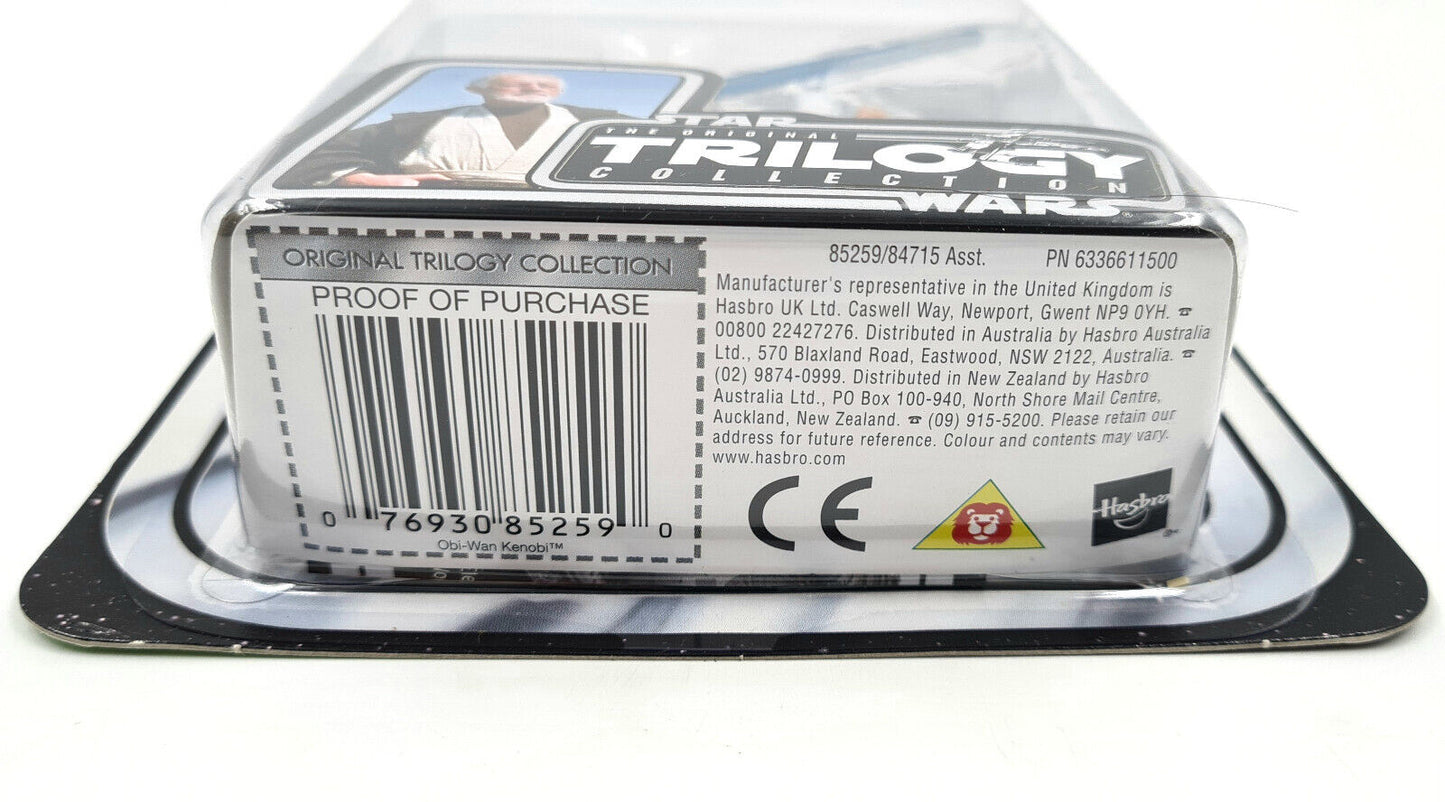 STAR
THE ORIGINAL
TRILOGY
COLLECTION
WARS®
ORIGINAL TRILOGY COLLECTION
PROOF OF PURCHASE
0 76930 85259 0
Obi-Wan Kenobi™
85259/84715 Asst. PN 6336611500
Manufacturer's representative in the United Kingdom is
Hasbro UK Ltd. Caswell Way, Newport, Gwent NP9 0YH. ☎
00800 22427276. Distributed in Australia by Hasbro Australia
Ltd., 570 Blaxland Road, Eastwood, NSW 2122, Australia. ☎
(02) 9874-0999. Distributed in New Zealand by Hasbro
Australia Ltd., PO Box 100-940, North Shore Mail Centre,
Auckland, New Zealand. ☎ (09) 915-5200. Please retain our
address for future reference. Colour and contents may vary.
www.hasbro.com
CE
Hasbro